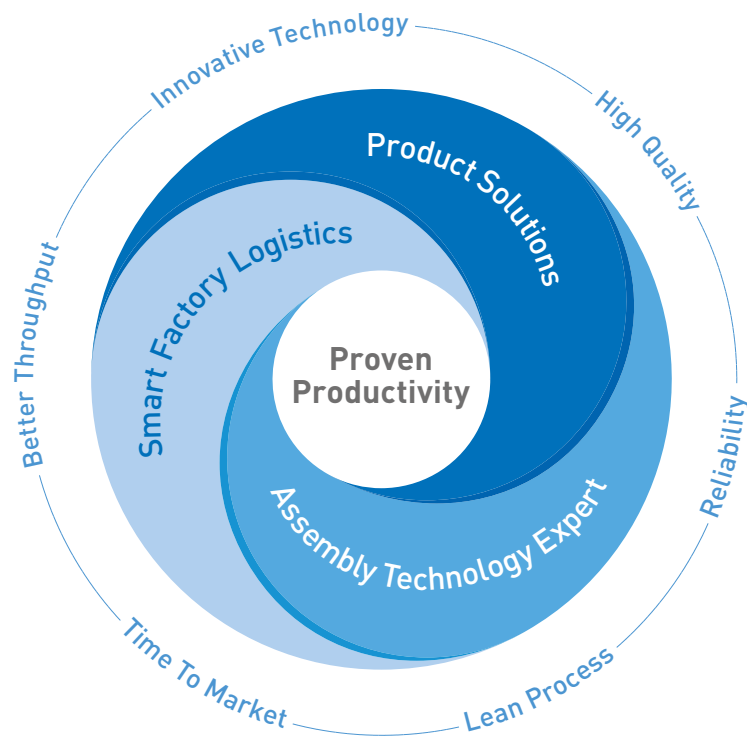 Innovative Technology
High Quality
Reliability
Lean Process
Time To Market
Better Throughput
Product Solutions
Smart Factory Logistics
Assembly Technology Expert
Proven
Productivity